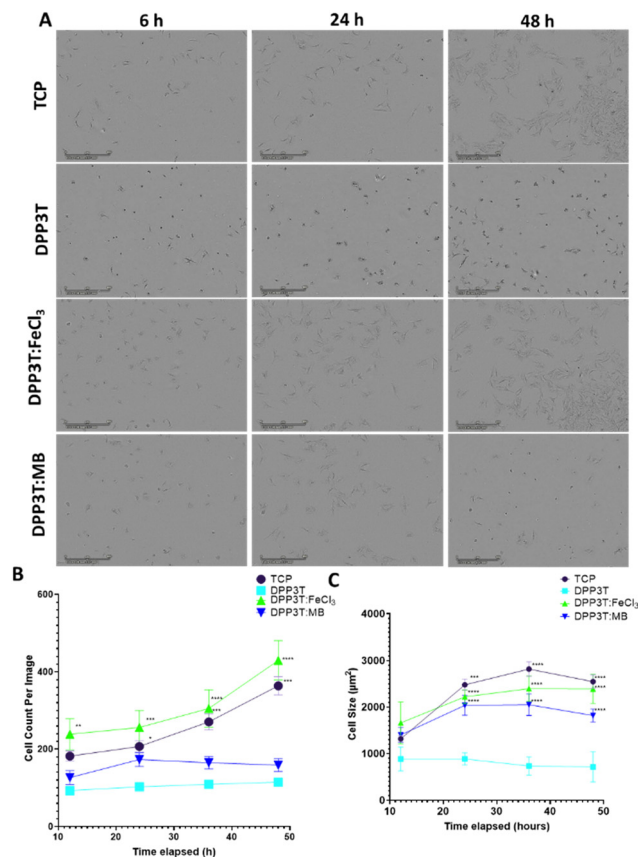 A
6 h 24 h 48 h
TCP
DPP3T
DPP3T:FeCl₃
DPP3T:MB
B
TCP
DPP3T
DPP3T:FeCl₃
DPP3T:MB
Cell Count Per Image
600
400
200
0
**
***
*
****
***
****
***
10 20 30 40 50
Time elapsed (h)
C
TCP
DPP3T
DPP3T:FeCl₃
DPP3T:MB
Cell Size (µm²)
4000
3000
2000
1000
0
***
****
****
****
****
****
****
****
****
10 20 30 40 50
Time elapsed (hours)